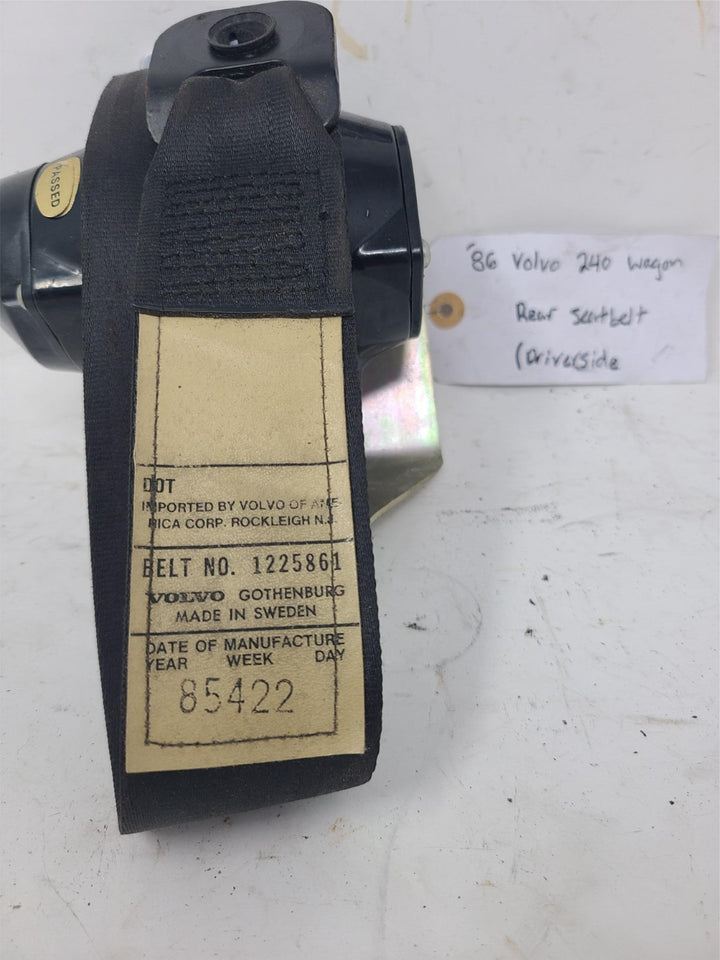 PASSED
'86 Volvo 240 wagon
Rear seatbelt
(Driverside
DOT
IMPORTED BY VOLVO OF AME-
RICA CORP. ROCKLEIGH N.J.
BELT NO. 1225861
VOLVO GOTHENBURG
MADE IN SWEDEN
DATE OF MANUFACTURE
YEAR WEEK DAY
85422